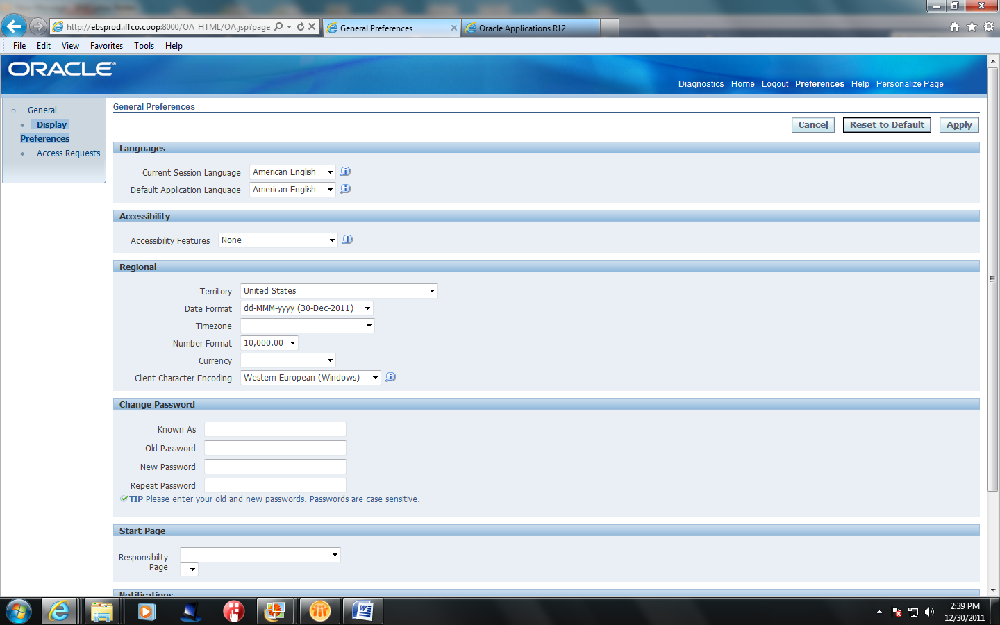 http://ebsprod.iffco.coop:8000/OA_HTML/OA.jsp?page
General Preferences
Oracle Applications R12
File Edit View Favorites Tools Help
ORACLE®
Diagnostics Home Logout Preferences Help Personalize Page
General
Display
Preferences
Access Requests
General Preferences
Cancel Reset to Default Apply
Languages
Current Session Language American English
Default Application Language American English
Accessibility
Accessibility Features None
Regional
Territory United States
Date Format dd-MMM-yyyy (30-Dec-2011)
Timezone
Number Format 10,000.00
Currency
Client Character Encoding Western European (Windows)
Change Password
Known As
Old Password
New Password
Repeat Password
TIP Please enter your old and new passwords. Passwords are case sensitive.
Start Page
Responsibility
Page
Notifications
2:39 PM
12/30/2011